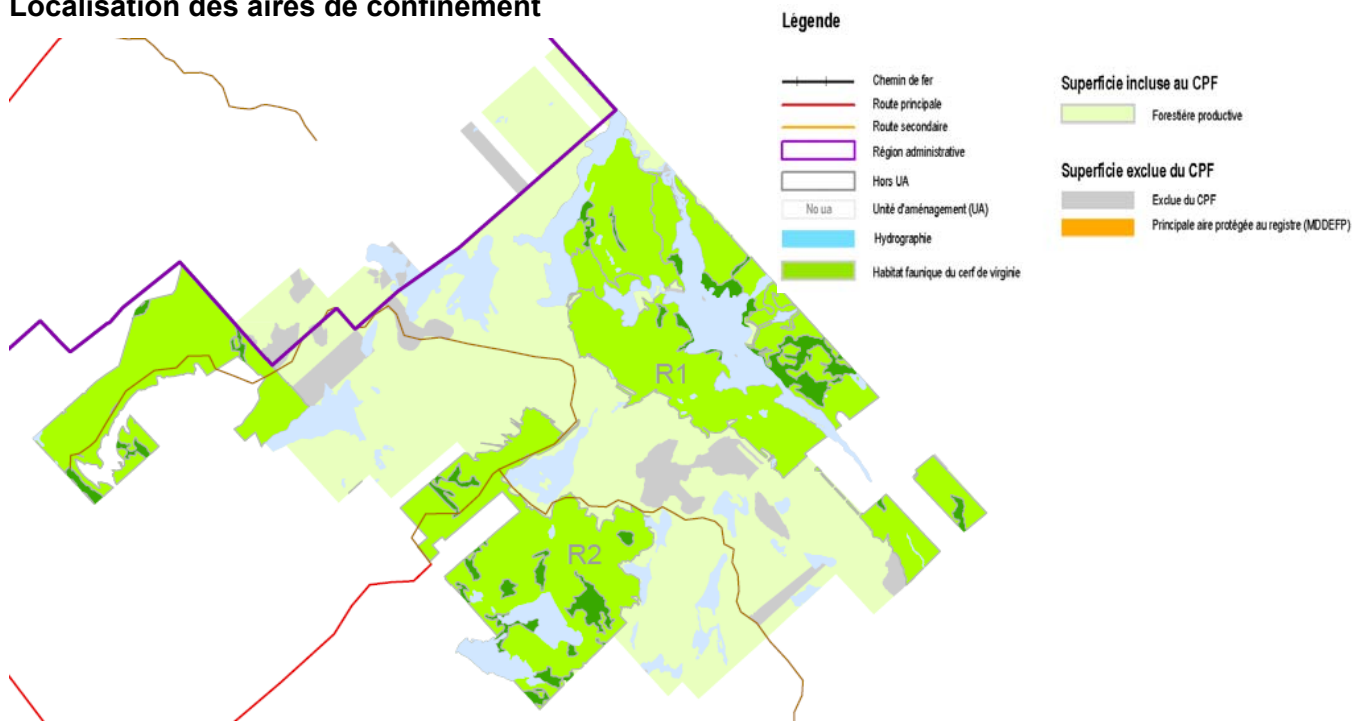 Localisation des aires de confinement
Légende
Chemin de fer
Route principale
Route secondaire
Région administrative
Hors UA
No ua
Unité d'aménagement (UA)
Hydrographie
Habitat faunique du cerf de virginie
Superficie incluse au CPF
Forestière productive
Superficie exclue du CPF
Exclue du CPF
Principale aire protégée au registre (MDDEFP)
R1
R2